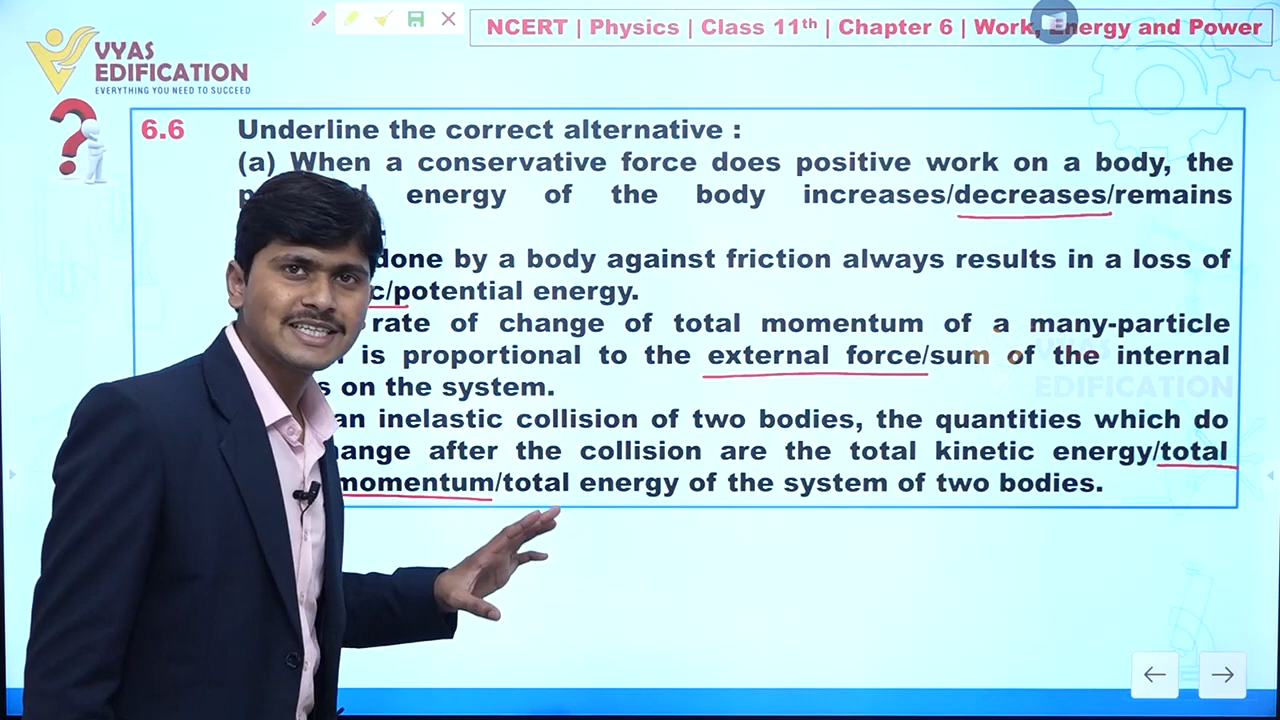 NCERT | Physics | Class 11th | Chapter 6 | Work, Energy and Power
VYAS
EDIFICATION
EVERYTHING YOU NEED TO SUCCEED
6.6 Underline the correct alternative :
(a) When a conservative force does positive work on a body, the
energy of the body increases/decreases/remains
done by a body against friction always results in a loss of
c/potential energy.
rate of change of total momentum of a many-particle
is proportional to the external force/sum of the internal
s on the system.
an inelastic collision of two bodies, the quantities which do
hange after the collision are the total kinetic energy/total
momentum/total energy of the system of two bodies.
VYAS
EDIFICATION